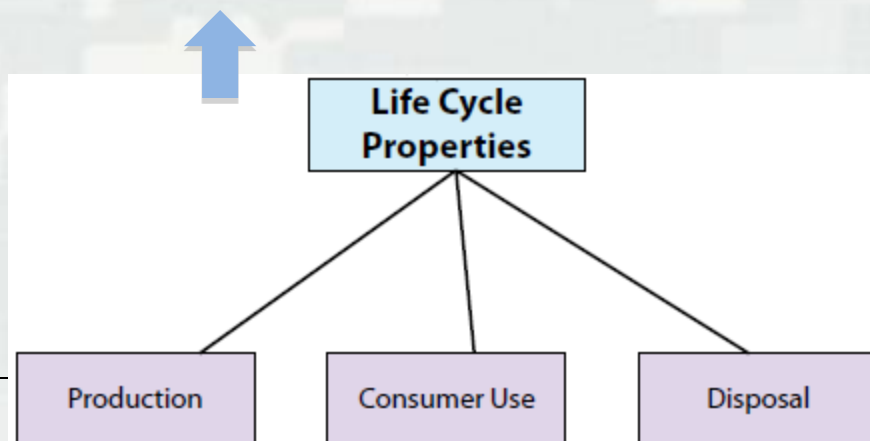 Life Cycle
Properties
Production
Consumer Use
Disposal